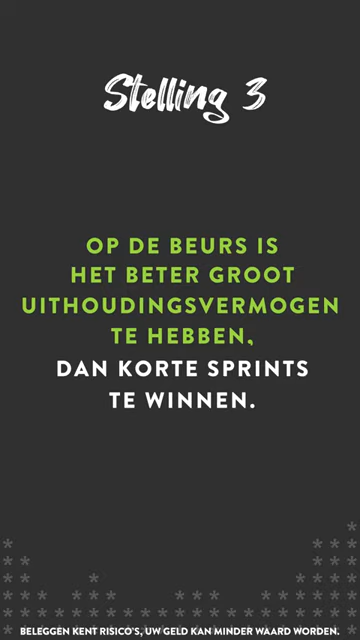 Stelling 3
OP DE BEURS IS
HET BETER GROOT
UITHOUDINGSVERMOGEN
TE HEBBEN,
DAN KORTE SPRINTS
TE WINNEN.
BELEGGEN KENT RISICO'S, UW GELD KAN MINDER WAARD WORDEN.